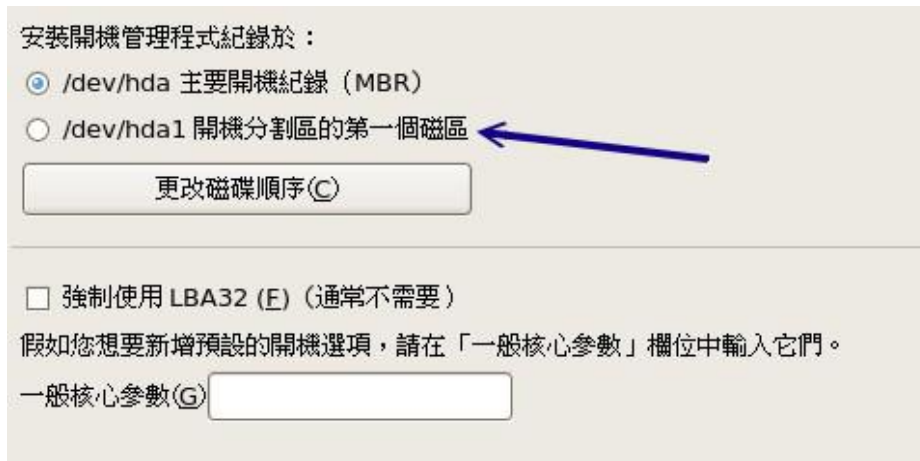 安裝開機管理程式紀錄於：
/dev/hda 主要開機紀錄（MBR）
/dev/hda1 開機分割區的第一個磁區
更改磁碟順序(C)
強制使用 LBA32 (F)（通常不需要）
假如您想要新增預設的開機選項，請在「一般核心參數」欄位中輸入它們。
一般核心參數(G)